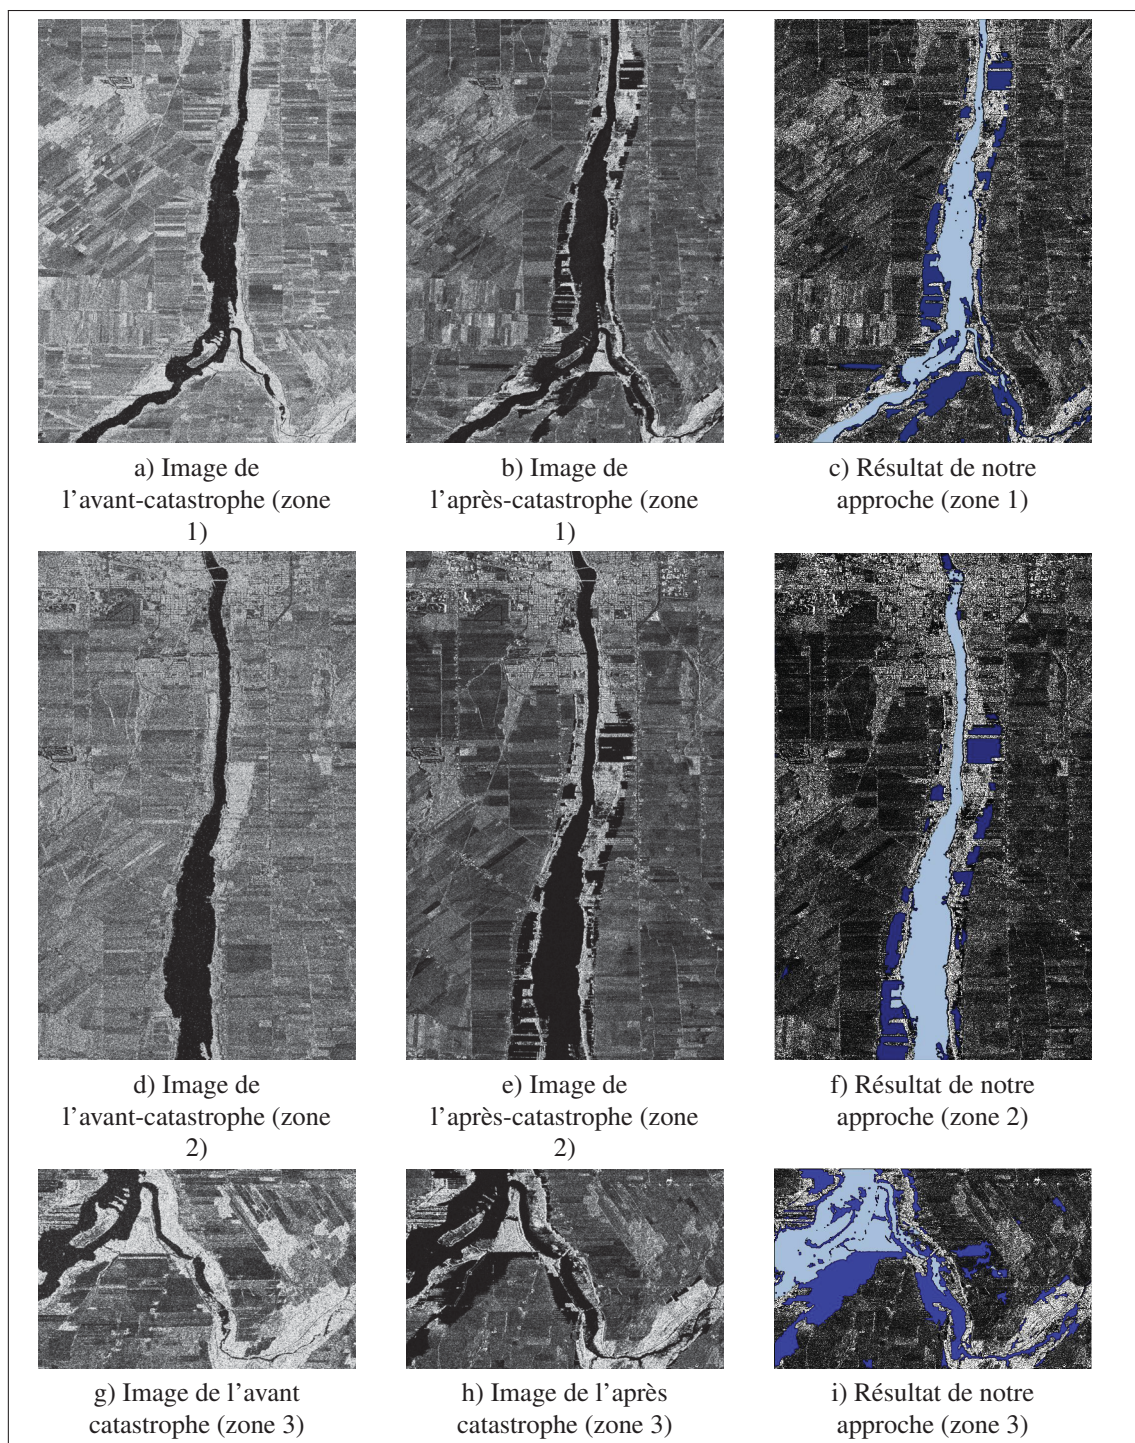 a) Image de
l'avant-catastrophe (zone
1)
b) Image de
l'après-catastrophe (zone
1)
c) Résultat de notre
approche (zone 1)
d) Image de
l'avant-catastrophe (zone
2)
e) Image de
l'après-catastrophe (zone
2)
f) Résultat de notre
approche (zone 2)
g) Image de l'avant
catastrophe (zone 3)
h) Image de l'après
catastrophe (zone 3)
i) Résultat de notre
approche (zone 3)